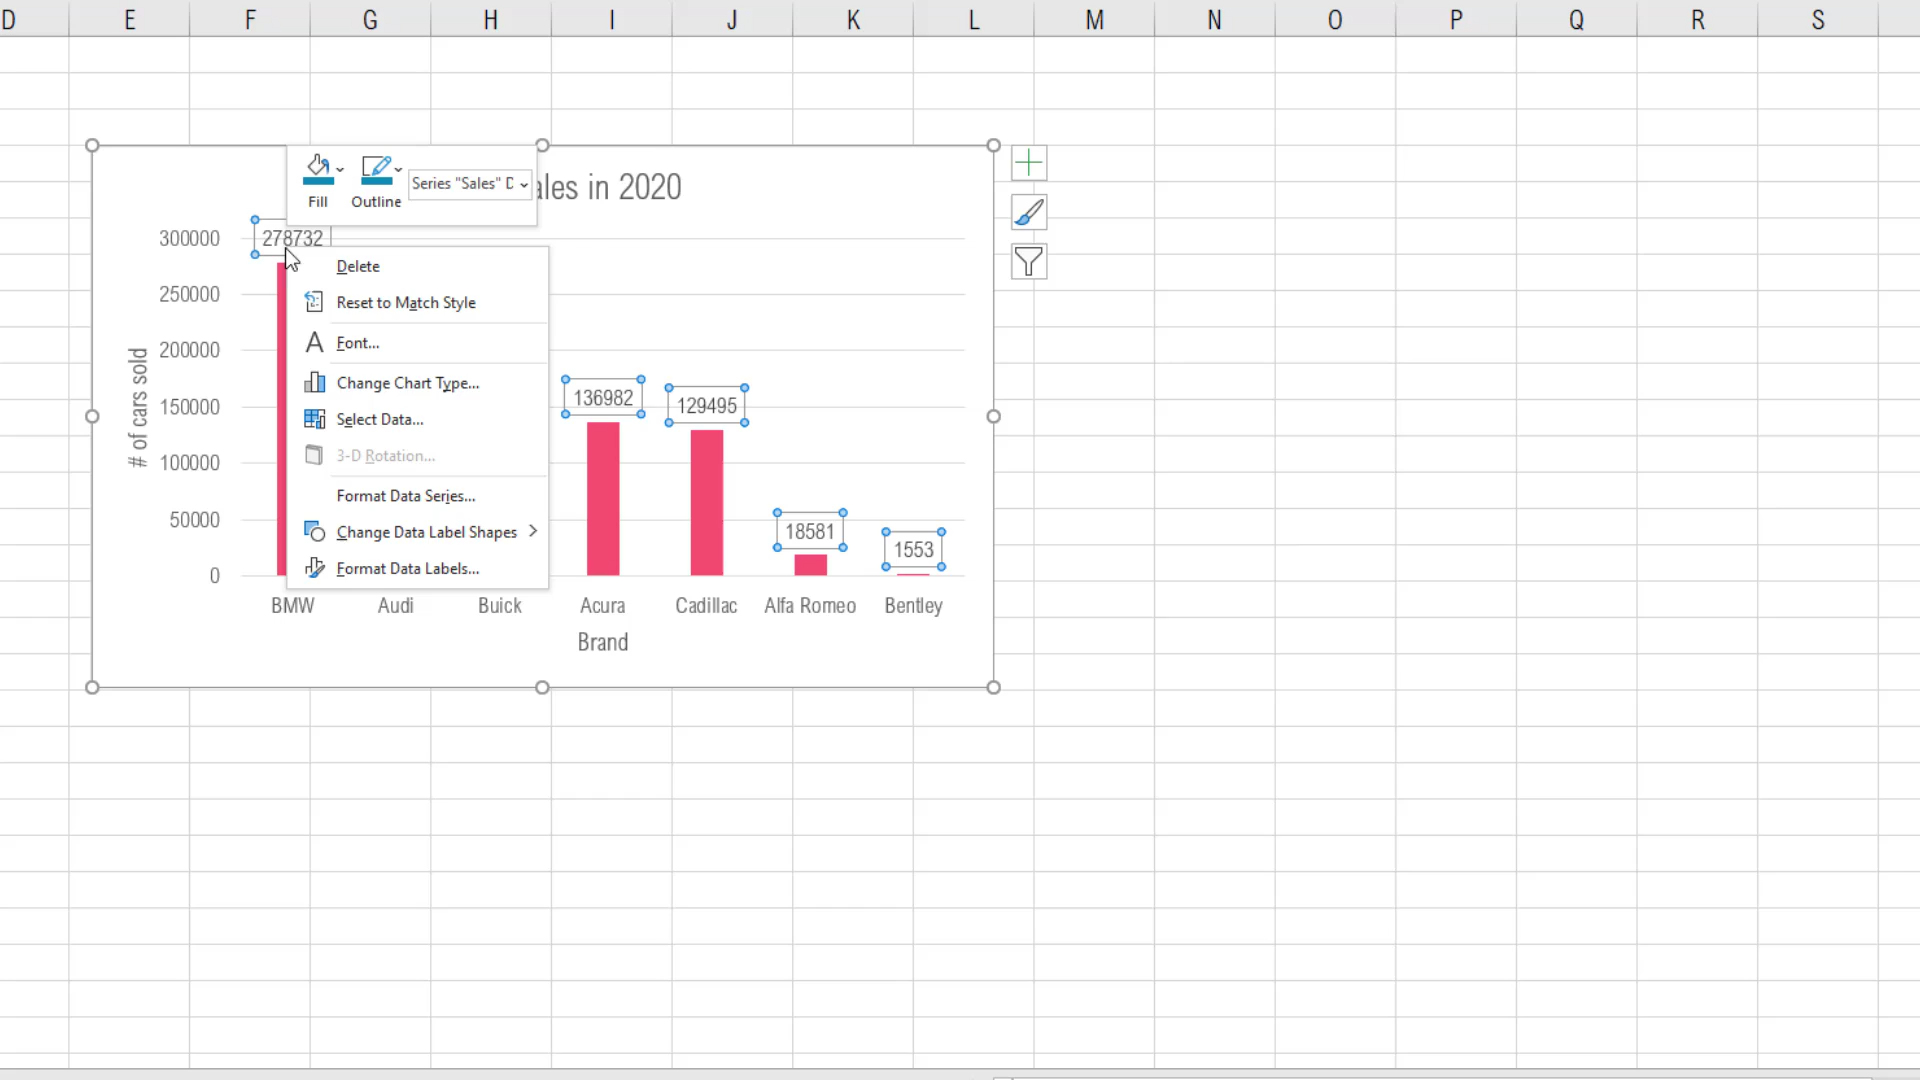 D E F G H I J K L M N O P Q R S
Fill
Outline
Series "Sales" D
ales in 2020
300000
278732
250000
200000
150000
100000
50000
0
# of cars sold
Delete
Reset to Match Style
Font...
Change Chart Type...
Select Data...
3-D Rotation...
Format Data Series...
Change Data Label Shapes
Format Data Labels...
136982
129495
18581
1553
BMW Audi Buick Acura Cadillac Alfa Romeo Bentley
Brand